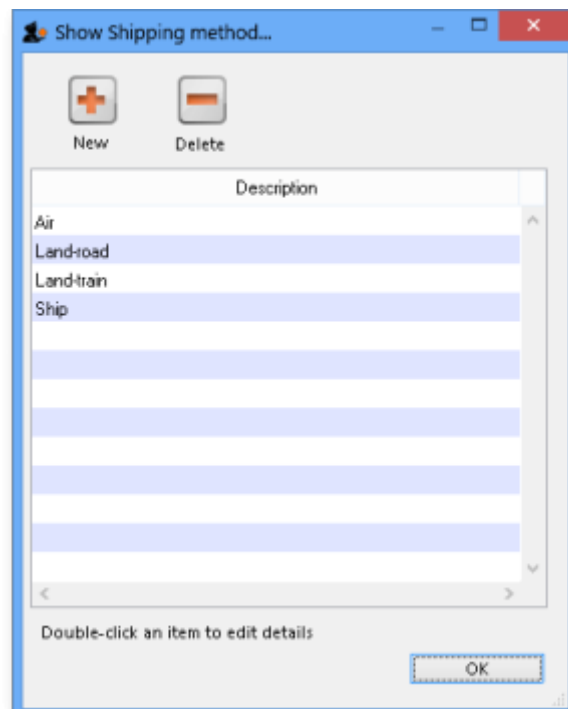 Show Shipping method...
New Delete
Description
Air
Land-road
Land-train
Ship
Double-click an item to edit details
OK